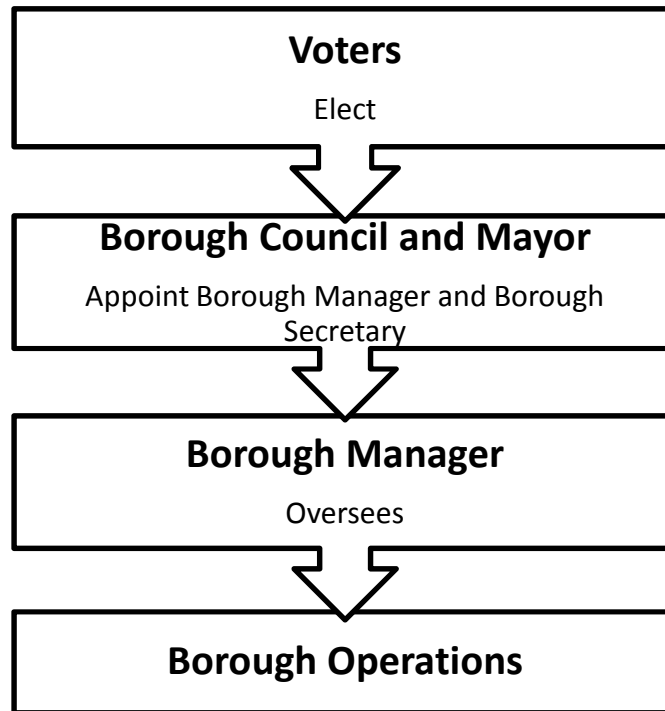 Voters
Elect
Borough Council and Mayor
Appoint Borough Manager and Borough
Secretary
Borough Manager
Oversees
Borough Operations